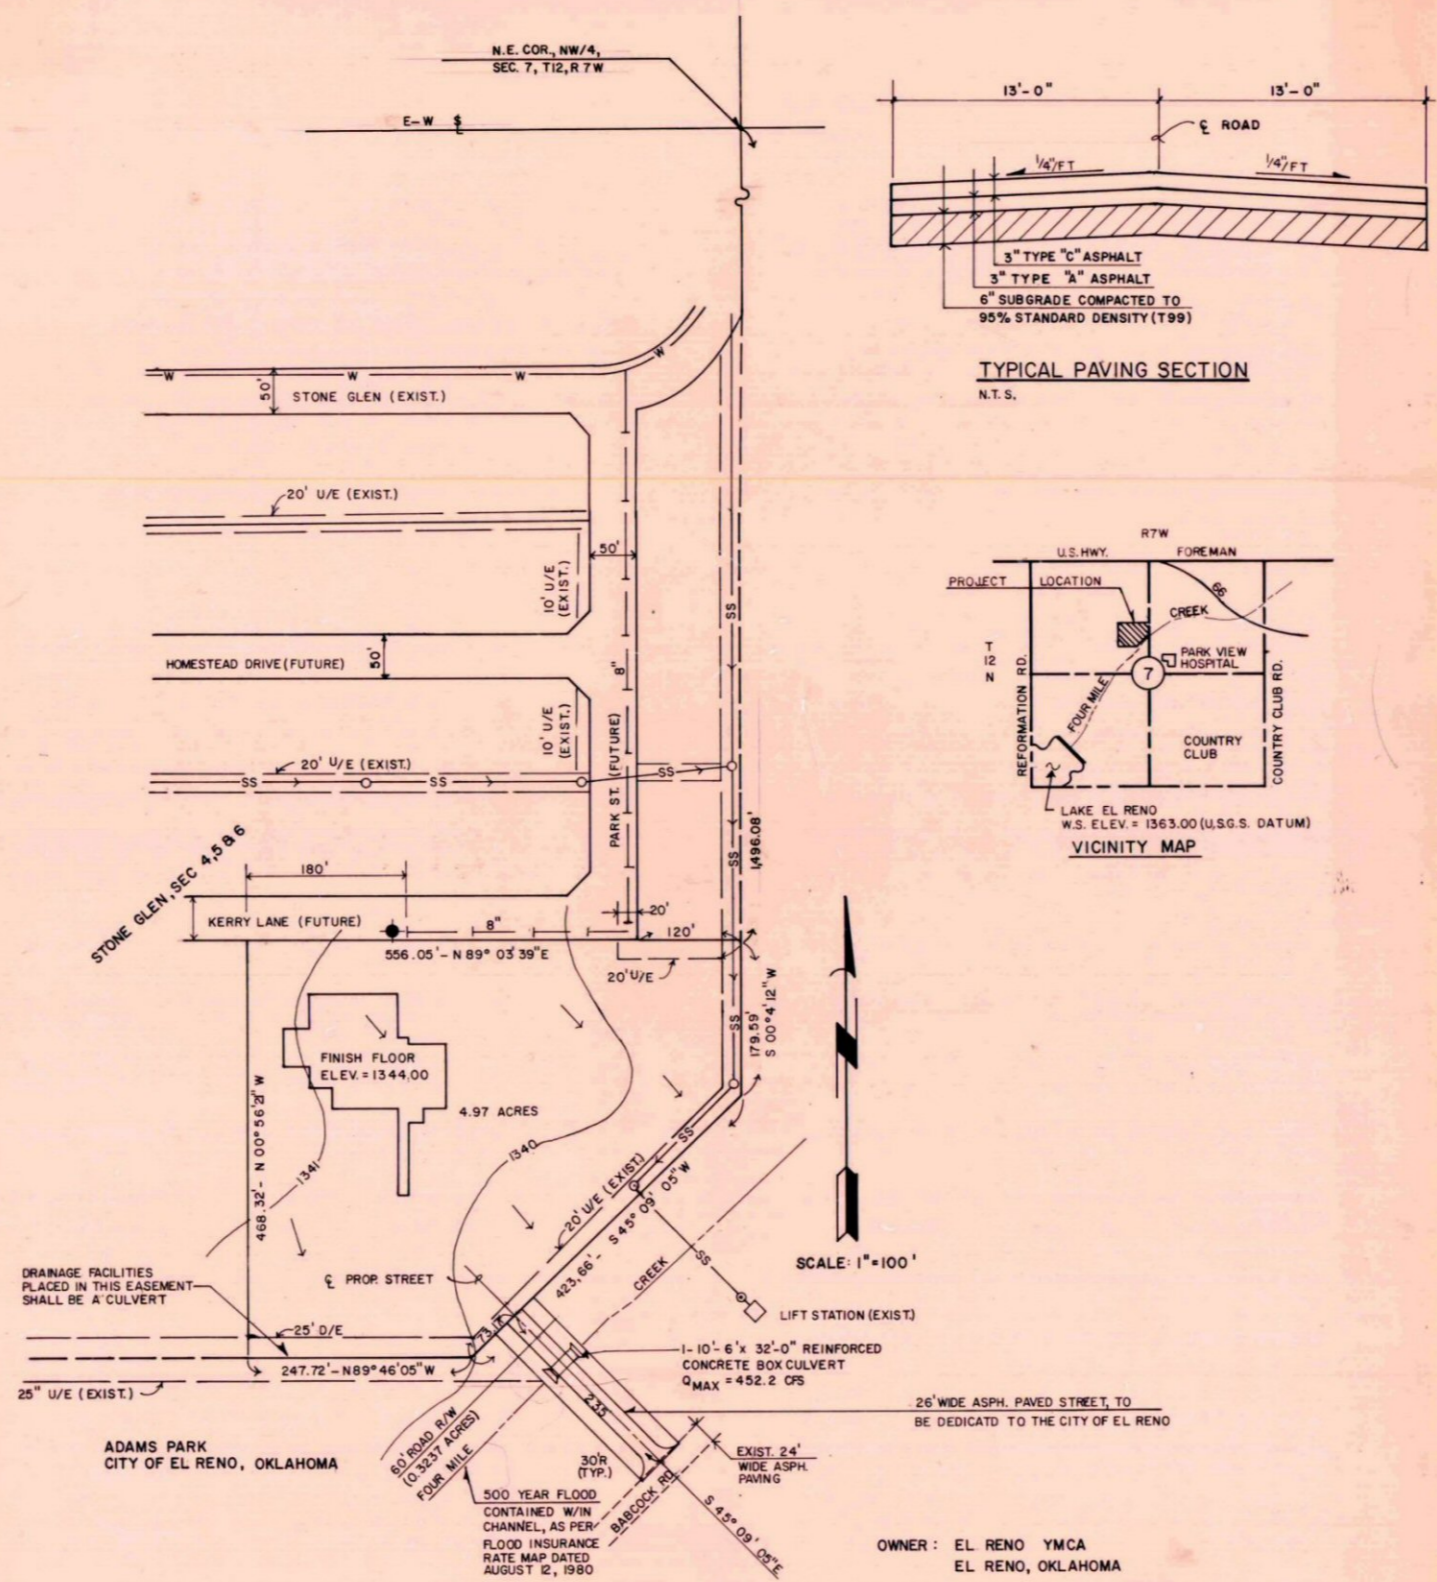 N.E. COR., NW/4,
SEC. 7, T12, R 7W
E-W ℄
13'-0"
13'-0"
℄ ROAD
1/4"/FT
1/4"/FT
3" TYPE "C" ASPHALT
3" TYPE "A" ASPHALT
6" SUBGRADE COMPACTED TO
95% STANDARD DENSITY (T99)
TYPICAL PAVING SECTION
N.T.S.
W
W
W
W
50'
STONE GLEN (EXIST.)
20' U/E (EXIST.)
50'
10' U/E
(EXIST.)
SS
HOMESTEAD DRIVE (FUTURE)
50'
8"
10' U/E
(EXIST.)
PARK ST. (FUTURE)
20' U/E (EXIST.)
SS
SS
SS
SS
1,496.08'
R7W
U.S. HWY.
FOREMAN
PROJECT LOCATION
66
CREEK
T
12
N
PARK VIEW
HOSPITAL
7
REFORMATION RD.
FOUR MILE
COUNTRY
CLUB
COUNTRY CLUB RD.
LAKE EL RENO
W.S. ELEV. = 1363.00 (U.S.G.S. DATUM)
VICINITY MAP
STONE GLEN, SEC 4,5 & 6
180'
KERRY LANE (FUTURE)
8"
20'
120'
556.05'- N 89° 03' 39" E
20' U/E
SS
179.59'
S 00° 4' 12" W
FINISH FLOOR
ELEV. = 1344.00
4.97 ACRES
468.32'- N 00° 56' 21" W
1341
1340
SS
20' U/E (EXIST.)
423.66'- S 45° 09' 05" W
SS
CREEK
SCALE: 1"=100'
DRAINAGE FACILITIES
PLACED IN THIS EASEMENT
SHALL BE A CULVERT
℄ PROP. STREET
LIFT STATION (EXIST.)
25' D/E
247.72'- N89° 46' 05" W
25" U/E (EXIST.)
1- 10'- 6' x 32'-0" REINFORCED
CONCRETE BOX CULVERT
QMAX = 452.2 CFS
235
26' WIDE ASPH. PAVED STREET, TO
BE DEDICATD TO THE CITY OF EL RENO
60' ROAD R/W
(0.3237 ACRES)
FOUR MILE
ADAMS PARK
CITY OF EL RENO, OKLAHOMA
30'R
(TYP.)
EXIST. 24'
WIDE ASPH.
PAVING
500 YEAR FLOOD
CONTAINED W/IN
CHANNEL, AS PER
FLOOD INSURANCE
RATE MAP DATED
AUGUST 12, 1980
BABCOCK RD.
S 45° 09' 05" E
OWNER : EL RENO YMCA
EL RENO, OKLAHOMA